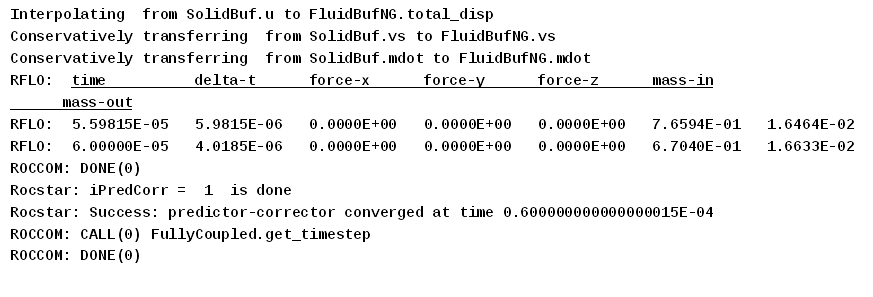 Interpolating  from SolidBuf.u to FluidBufNG.total_disp
Conservatively transferring  from SolidBuf.vs to FluidBufNG.vs
Conservatively transferring  from SolidBuf.mdot to FluidBufNG.mdot
RFLO:  time          delta-t      force-x      force-y      force-z      mass-in
      mass-out
RFLO:  5.59815E-05   5.9815E-06   0.0000E+00   0.0000E+00   0.0000E+00   7.6594E-01   1.6464E-02
RFLO:  6.00000E-05   4.0185E-06   0.0000E+00   0.0000E+00   0.0000E+00   6.7040E-01   1.6633E-02
ROCCOM: DONE(0)
Rocstar: iPredCorr =  1  is done
Rocstar: Success: predictor-corrector converged at time 0.600000000000000015E-04
ROCCOM: CALL(0) FullyCoupled.get_timestep
ROCCOM: DONE(0)